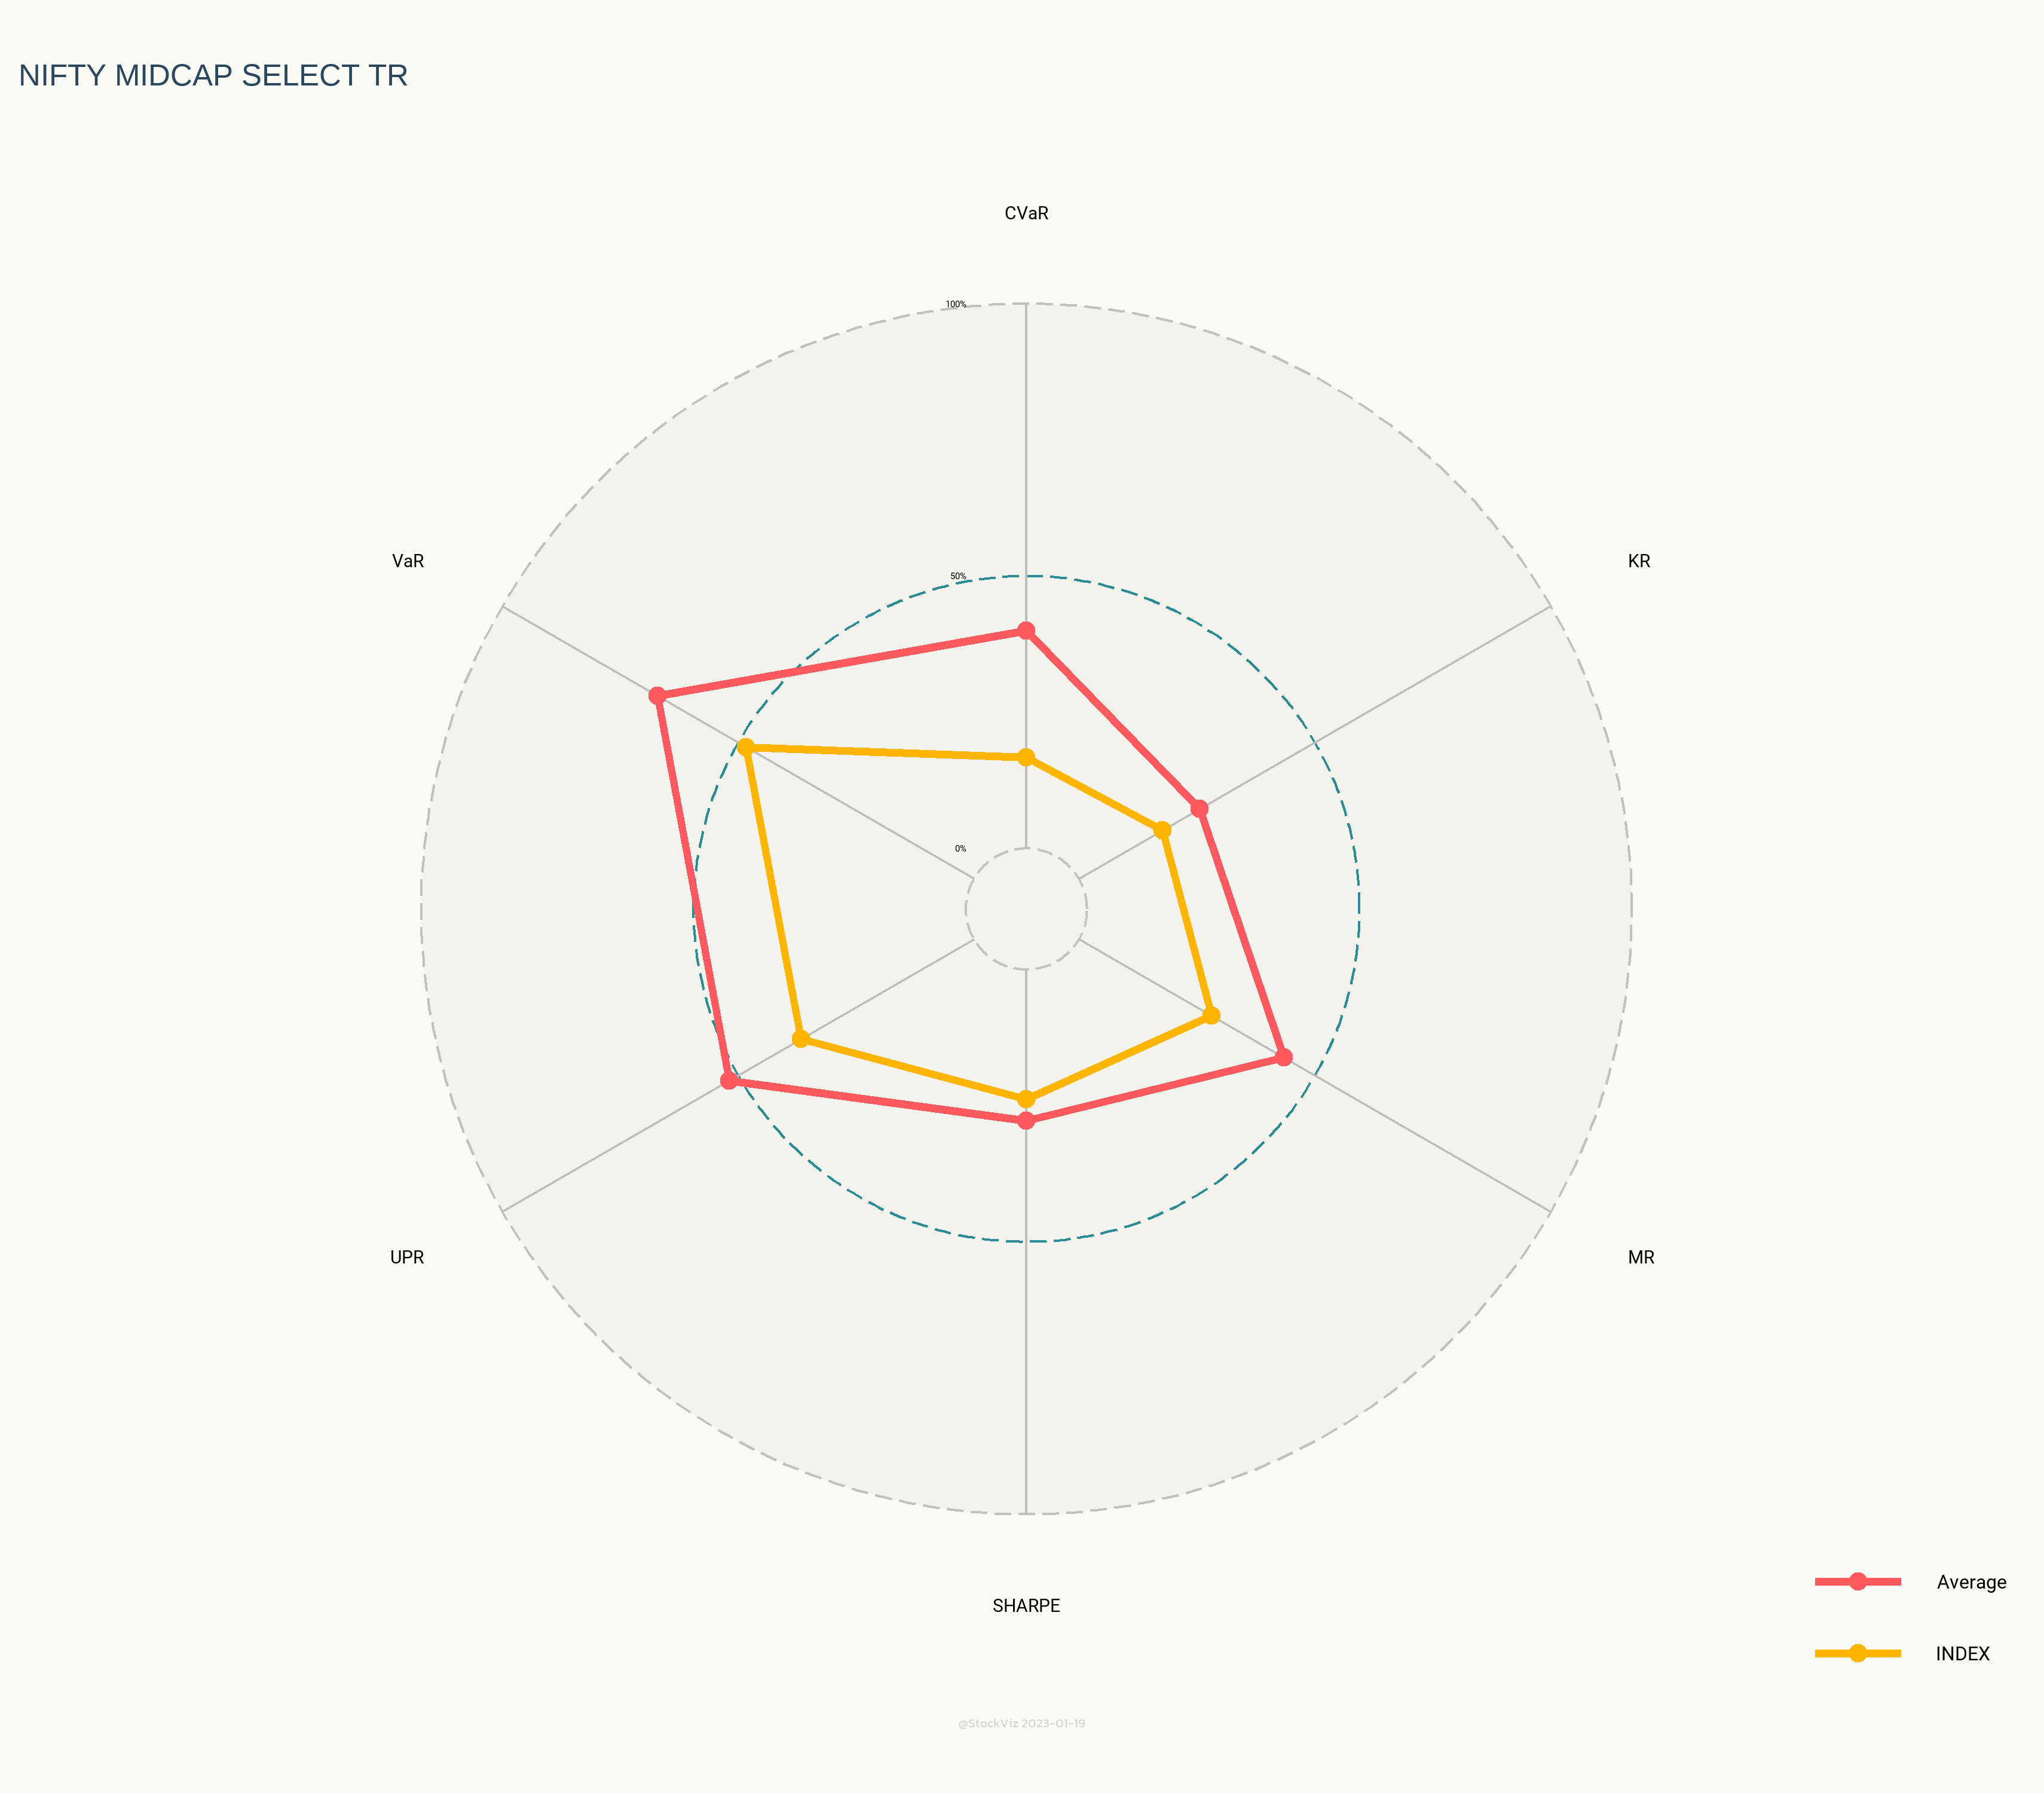 NIFTY MIDCAP SELECT TR
CVaR
100%
VaR
KR
50%
0%
UPR
MR
SHARPE
Average
INDEX
@StockViz 2023-01-19